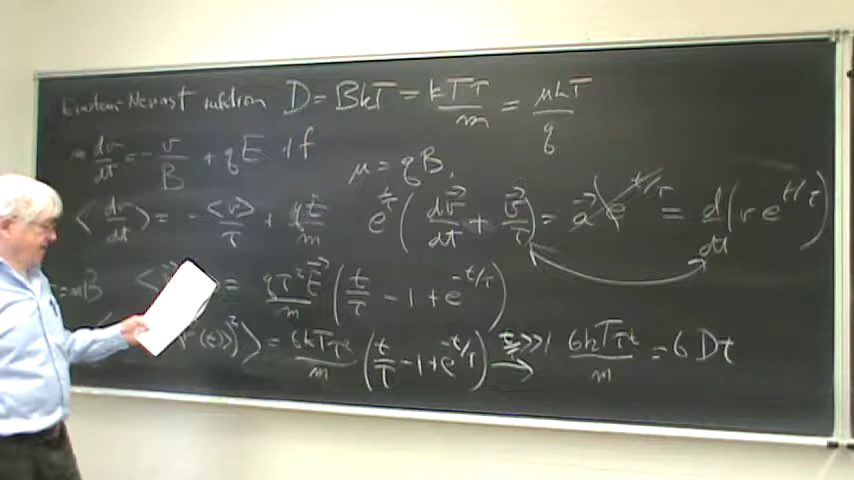 Einstein-Nernst relation D = BkT = kTτ/m = μkT/q
m dv/dt = - v/B + qE + f
μ = qB,
<dv/dt> = - <v>/τ + qE/m
e^{t/τ} ( dv⃗/dt + v⃗/τ ) = a⃗ e^{t/τ} = d/dt ( v e^{t/τ} )
= mB < > = qτ²E⃗/m ( t/τ - 1 + e^{-t/τ} )
(t))²> = 6kTτ²/m ( t/τ - 1 + e^{-t/τ} ) t/τ >> 1 → 6kTτt/m = 6Dt